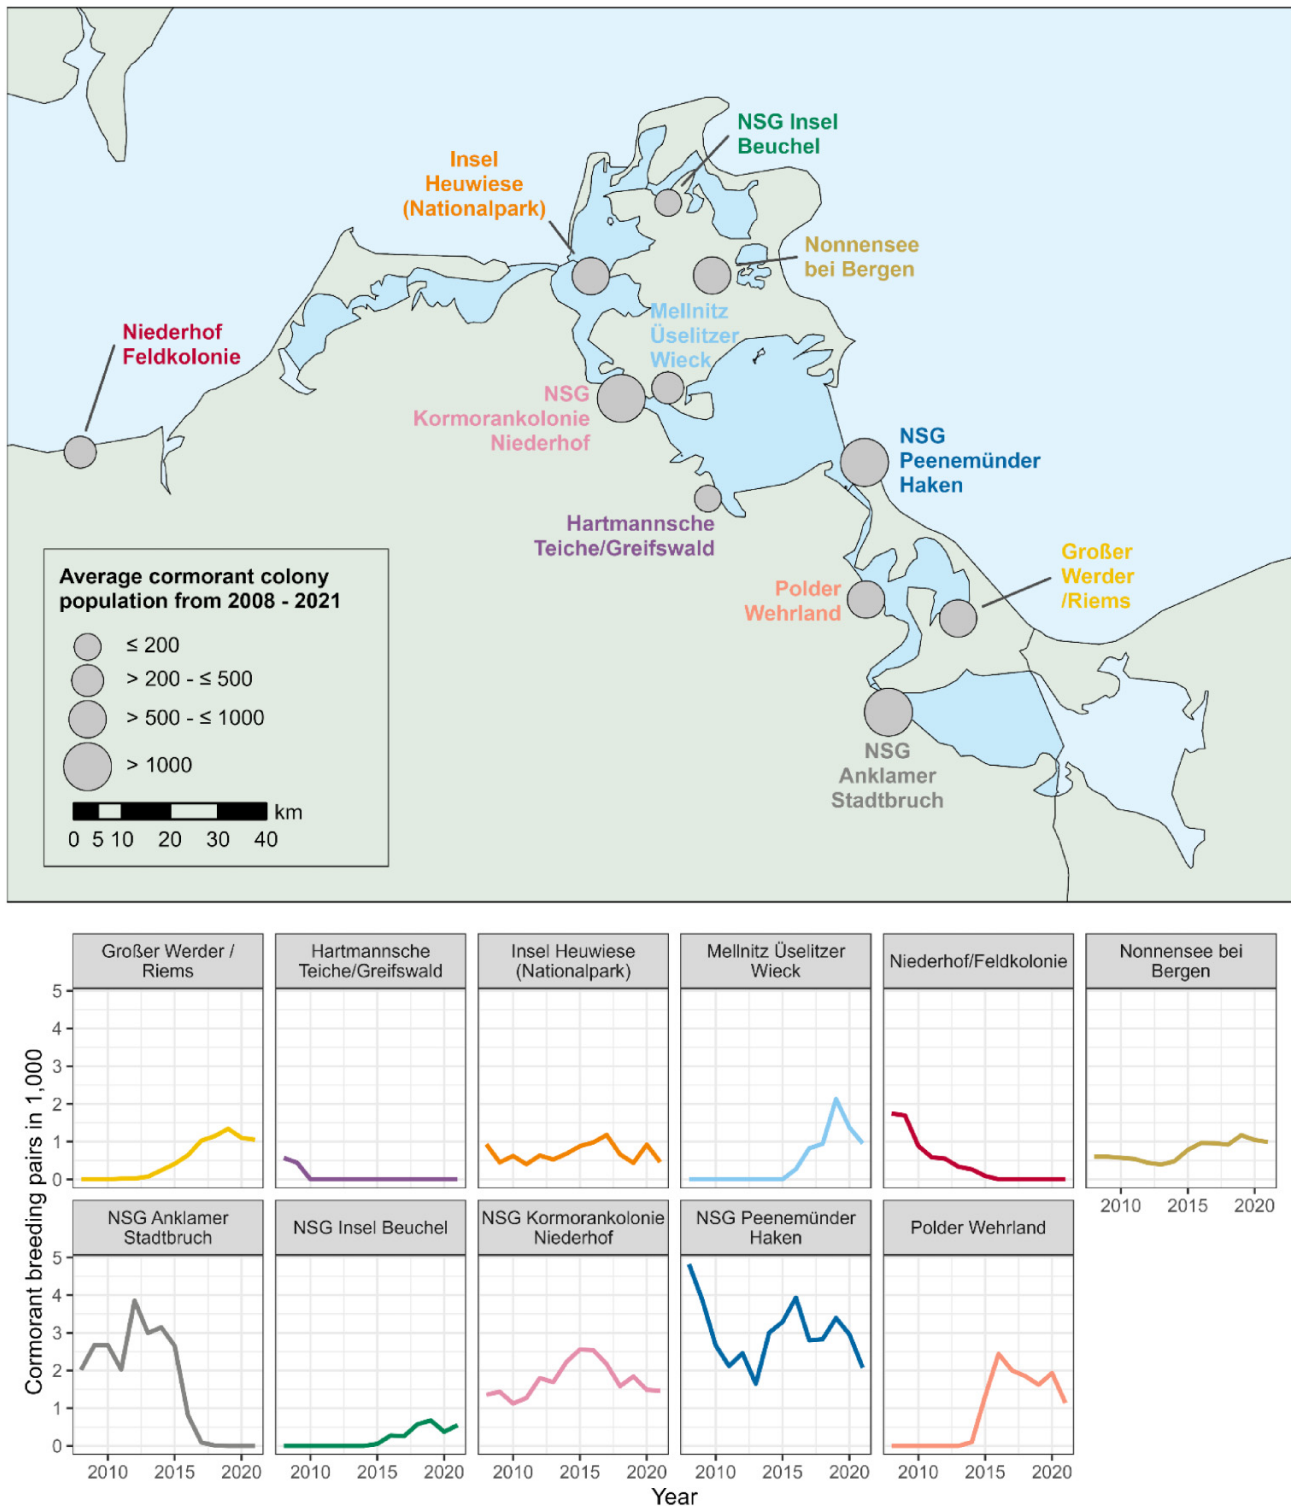 NSG Insel
Beuchel
Insel
Heuwiese
(Nationalpark)
Nonnensee
bei Bergen
Mellnitz
Üselitzer
Wieck
Niederhof
Feldkolonie
NSG
Kormorankolonie
Niederhof
NSG
Peenemünder
Haken
Hartmannsche
Teiche/Greifswald
Großer
Werder
/Riems
Polder
Wehrland
NSG
Anklamer
Stadtbruch
Average cormorant colony
population from 2008 - 2021
≤ 200
> 200 - ≤ 500
> 500 - ≤ 1000
> 1000
km
0 5 10 20 30 40
Großer Werder /
Riems
Hartmannsche
Teiche/Greifswald
Insel Heuwiese
(Nationalpark)
Mellnitz Üselitzer
Wieck
Niederhof/Feldkolonie
Nonnensee bei
Bergen
5
4
3
2
1
0
2010 2015 2020
Cormorant breeding pairs in 1,000
NSG Anklamer
Stadtbruch
NSG Insel Beuchel
NSG Kormorankolonie
Niederhof
NSG Peenemünder
Haken
Polder Wehrland
5
4
3
2
1
0
2010 2015 2020 2010 2015 2020 2010 2015 2020 2010 2015 2020 2010 2015 2020
Year